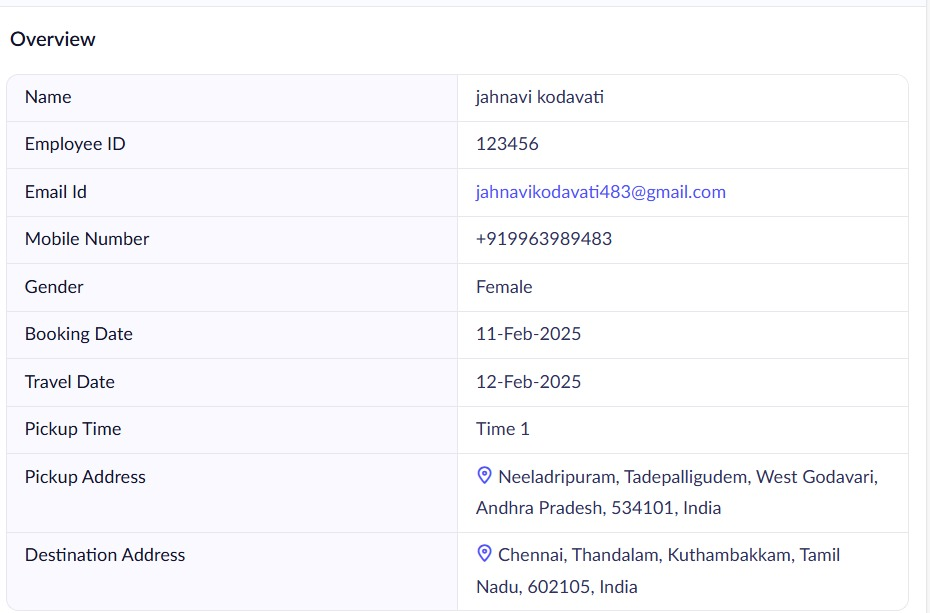 Overview
Name jahnavi kodavati
Employee ID 123456
Email Id jahnavikodavati483@gmail.com
Mobile Number +919963989483
Gender Female
Booking Date 11-Feb-2025
Travel Date 12-Feb-2025
Pickup Time Time 1
Pickup Address Neeladripuram, Tadepalligudem, West Godavari,
Andhra Pradesh, 534101, India
Destination Address Chennai, Thandalam, Kuthambakkam, Tamil
Nadu, 602105, India